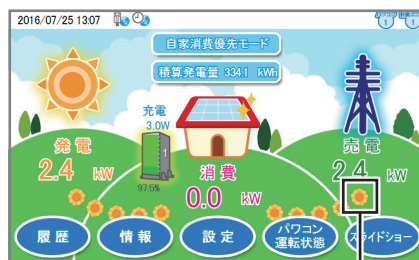 2016/07/25 13:07
自家消費優先モード
積算発電量 3341 kWh
充電
3.0W
発電
2.4 kW
1
97.5%
消費
0.0 kW
売電
2.4 kW
履歴
情報
設定
パワコン
運転状態
スライドショー